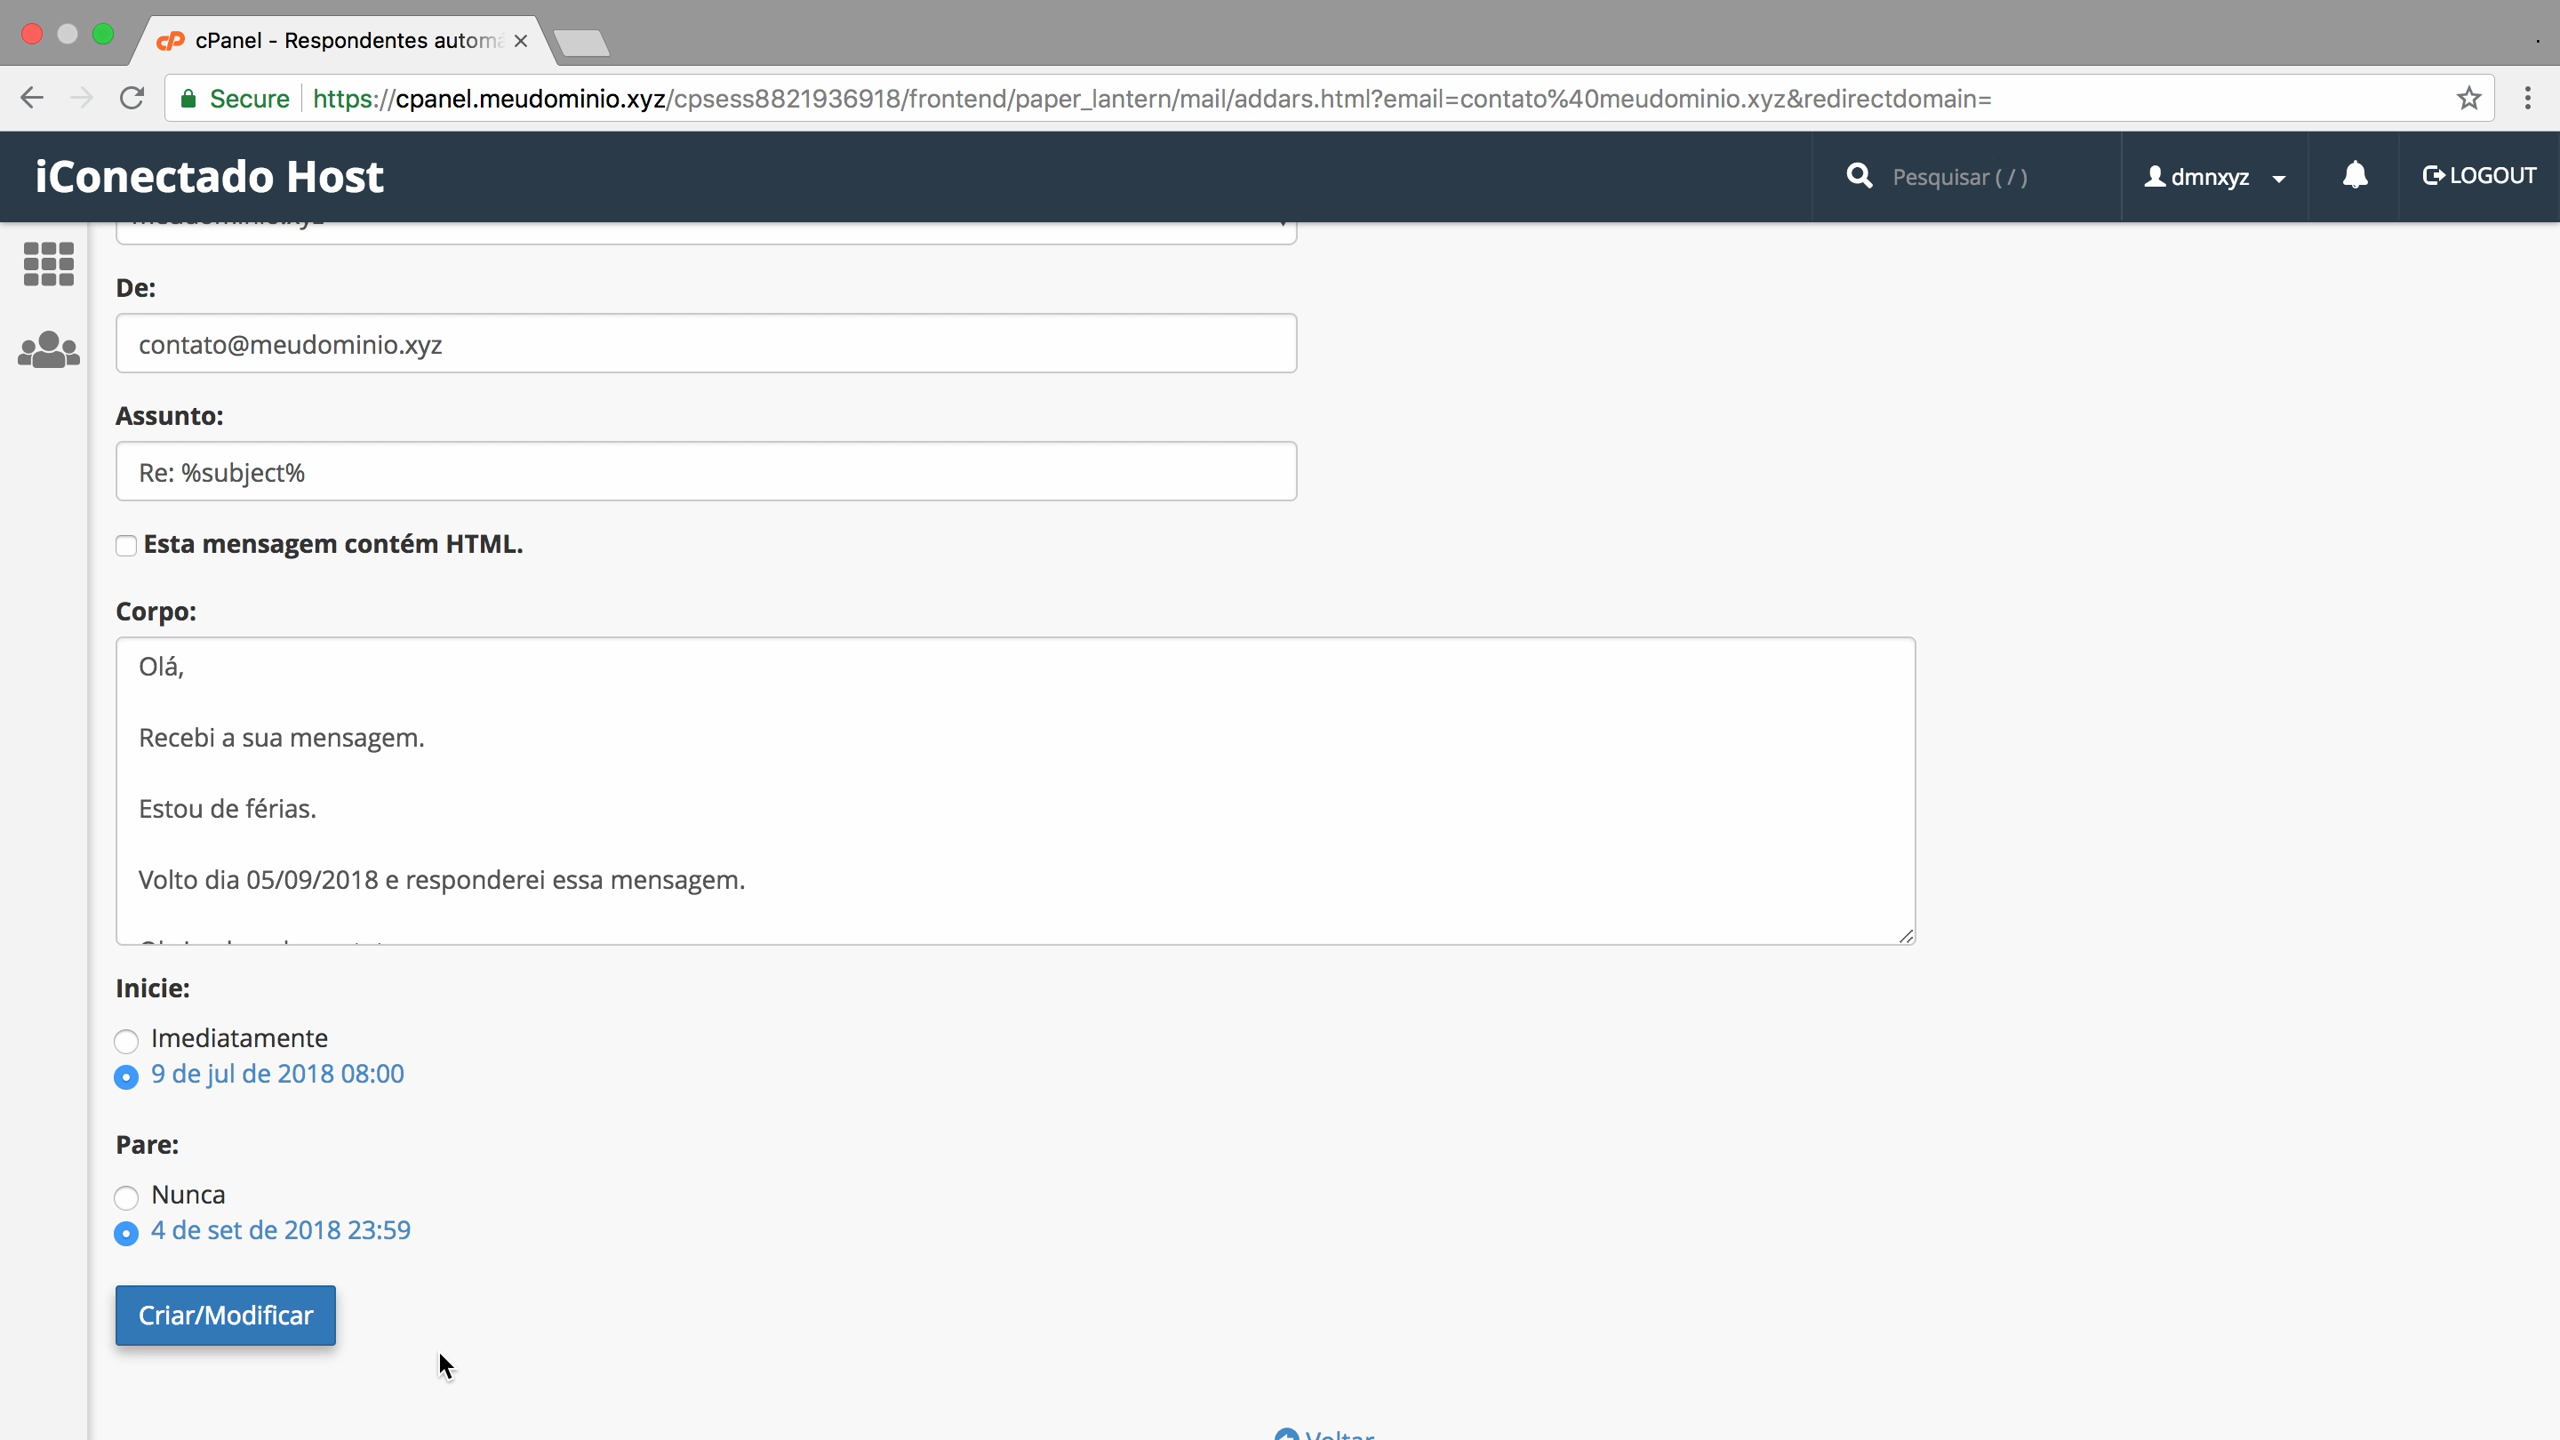 cPanel - Respondentes automá
Secure https://cpanel.meudominio.xyz/cpsess8821936918/frontend/paper_lantern/mail/addars.html?email=contato%40meudominio.xyz&redirectdomain=
iConectado Host
Pesquisar ( / )
dmnxyz
LOGOUT
meudominio.xyz
De:
contato@meudominio.xyz
Assunto:
Re: %subject%
Esta mensagem contém HTML.
Corpo:
Olá,
Recebi a sua mensagem.
Estou de férias.
Volto dia 05/09/2018 e responderei essa mensagem.
Inicie:
Imediatamente
9 de jul de 2018 08:00
Pare:
Nunca
4 de set de 2018 23:59
Criar/Modificar
Voltar